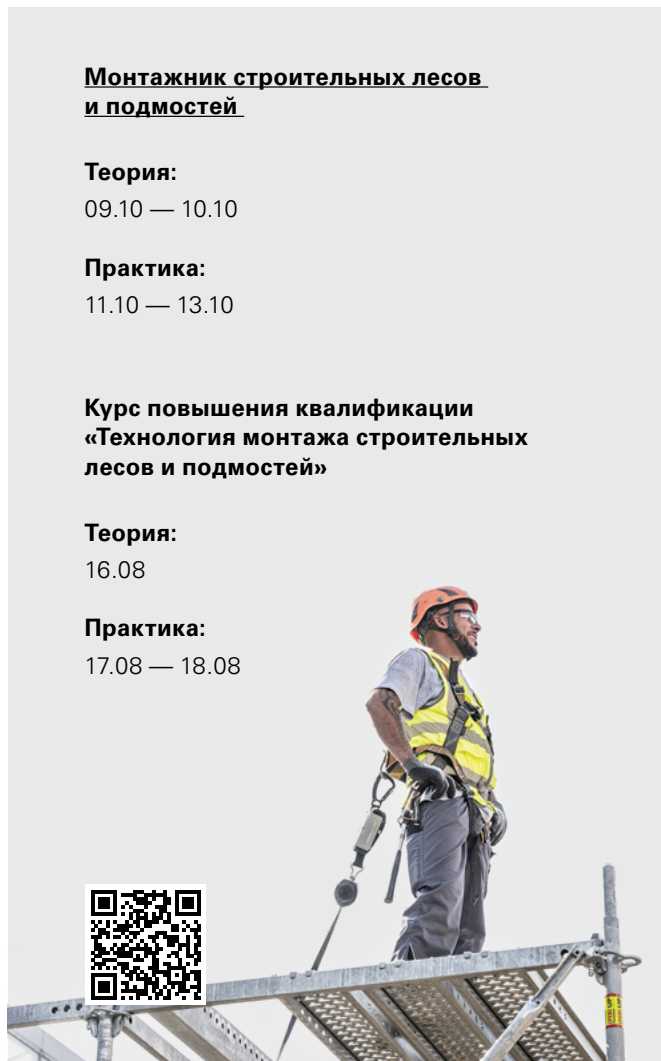 Монтажник строительных лесов
и подмостей
Теория:
09.10 — 10.10
Практика:
11.10 — 13.10
Курс повышения квалификации
«Технология монтажа строительных
лесов и подмостей»
Теория:
16.08
Практика:
17.08 — 18.08